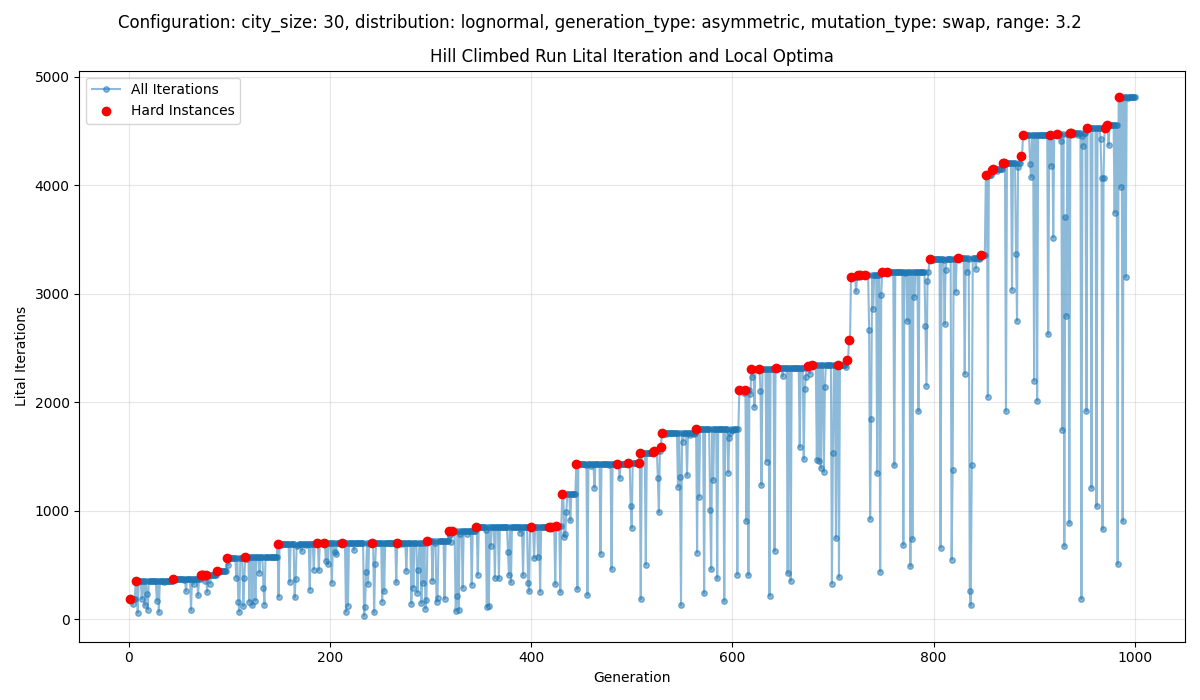 Configuration: city_size: 30, distribution: lognormal, generation_type: asymmetric, mutation_type: swap, range: 3.2
Hill Climbed Run Lital Iteration and Local Optima
All Iterations
Hard Instances
Lital Iterations
5000
4000
3000
2000
1000
0
0 200 400 600 800 1000
Generation